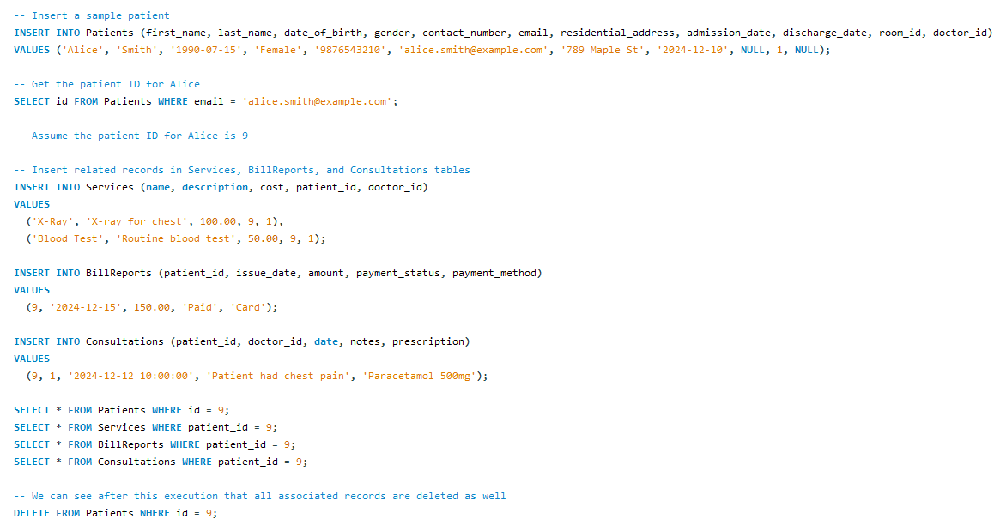 -- Insert a sample patient
INSERT INTO Patients (first_name, last_name, date_of_birth, gender, contact_number, email, residential_address, admission_date, discharge_date, room_id, doctor_id)
VALUES ('Alice', 'Smith', '1990-07-15', 'Female', '9876543210', 'alice.smith@example.com', '789 Maple St', '2024-12-10', NULL, 1, NULL);
-- Get the patient ID for Alice
SELECT id FROM Patients WHERE email = 'alice.smith@example.com';
-- Assume the patient ID for Alice is 9
-- Insert related records in Services, BillReports, and Consultations tables
INSERT INTO Services (name, description, cost, patient_id, doctor_id)
VALUES
('X-Ray', 'X-ray for chest', 100.00, 9, 1),
('Blood Test', 'Routine blood test', 50.00, 9, 1);
INSERT INTO BillReports (patient_id, issue_date, amount, payment_status, payment_method)
VALUES
(9, '2024-12-15', 150.00, 'Paid', 'Card');
INSERT INTO Consultations (patient_id, doctor_id, date, notes, prescription)
VALUES
(9, 1, '2024-12-12 10:00:00', 'Patient had chest pain', 'Paracetamol 500mg');
SELECT * FROM Patients WHERE id = 9;
SELECT * FROM Services WHERE patient_id = 9;
SELECT * FROM BillReports WHERE patient_id = 9;
SELECT * FROM Consultations WHERE patient_id = 9;
-- We can see after this execution that all associated records are deleted as well
DELETE FROM Patients WHERE id = 9;